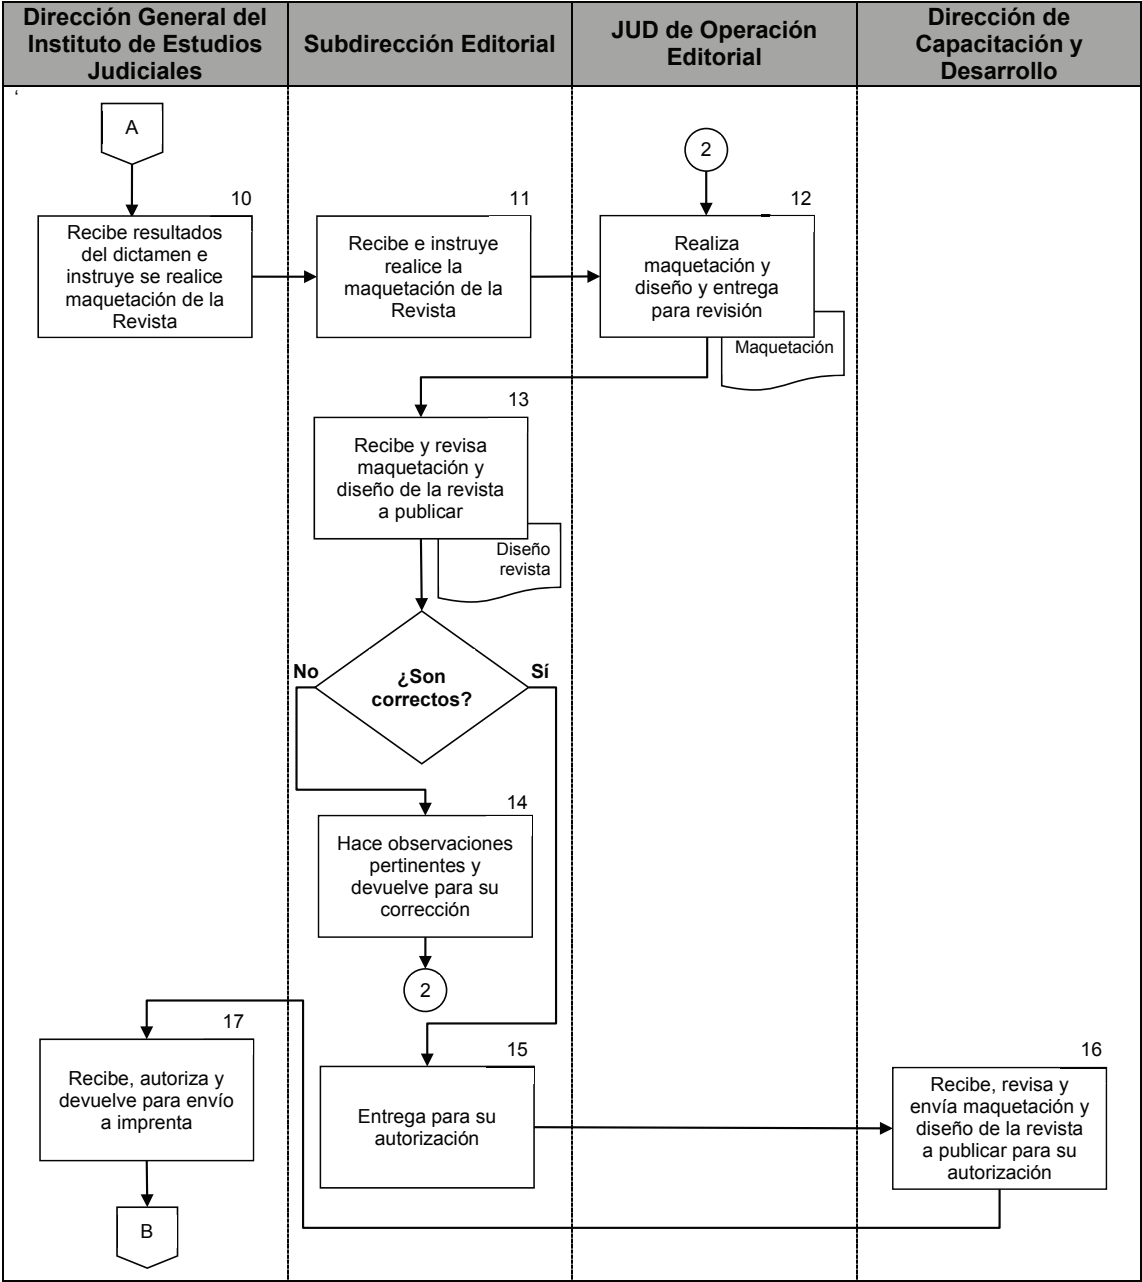 Dirección General del
Instituto de Estudios
Judiciales
Subdirección Editorial
JUD de Operación
Editorial
Dirección de
Capacitación y
Desarrollo
‘
A
2
10
Recibe resultados
del dictamen e
instruye se realice
maquetación de la
Revista
11
Recibe e instruye
realice la
maquetación de la
Revista
12
Realiza
maquetación y
diseño y entrega
para revisión
Maquetación
13
Recibe y revisa
maquetación y
diseño de la revista
a publicar
Diseño
revista
No
¿Son
correctos?
Sí
14
Hace observaciones
pertinentes y
devuelve para su
corrección
2
15
Entrega para su
autorización
16
Recibe, revisa y
envía maquetación y
diseño de la revista
a publicar para su
autorización
17
Recibe, autoriza y
devuelve para envío
a imprenta
B